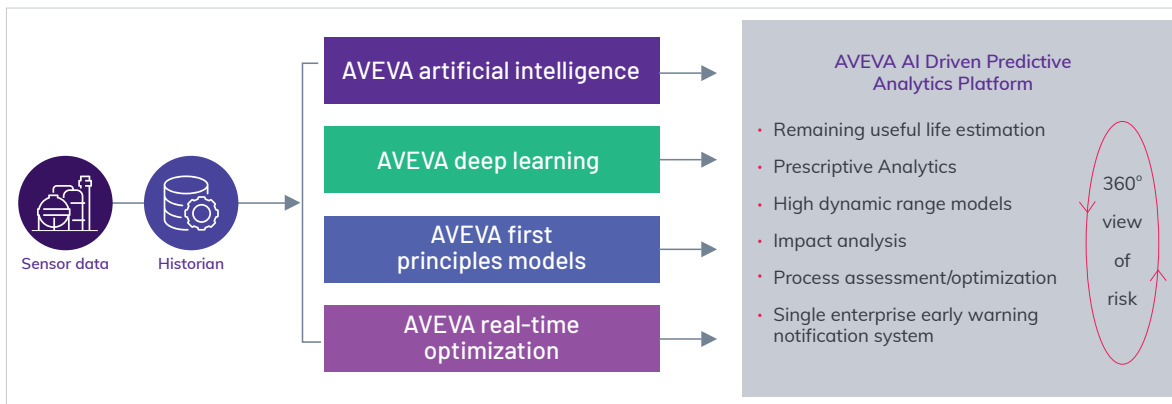 Sensor data
Historian
AVEVA artificial intelligence
AVEVA deep learning
AVEVA first
principles models
AVEVA real-time
optimization
AVEVA AI Driven Predictive
Analytics Platform
· Remaining useful life estimation
· Prescriptive Analytics
· High dynamic range models
· Impact analysis
· Process assessment/optimization
· Single enterprise early warning
notification system
360°
view
of
risk